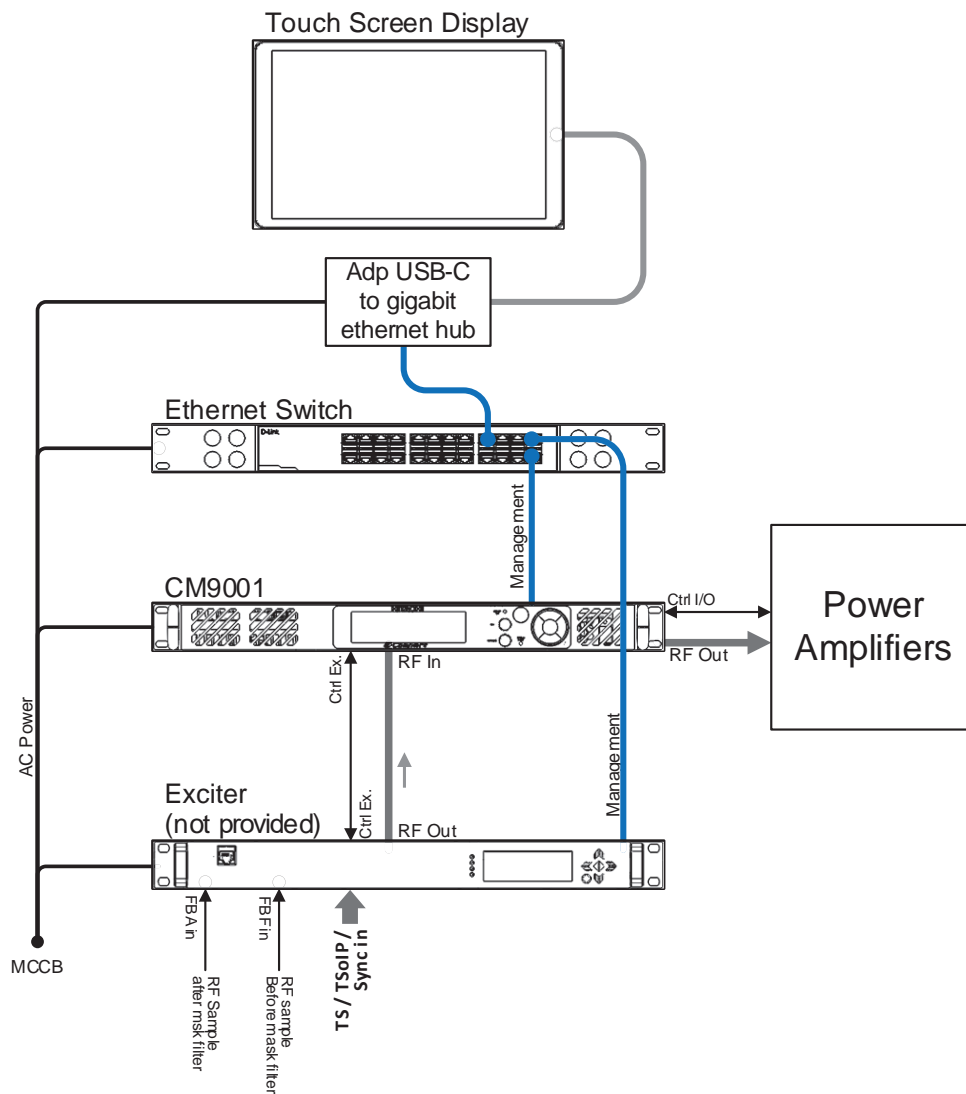 Touch Screen Display
Adp USB-C
to gigabit
ethernet hub
Ethernet Switch
D-Link
Management
CM9001
HITACHI
Ctrl I/O
RF Out
Power
Amplifiers
RF In
Ctrl Ex.
AC Power
Management
Exciter
(not provided)
Ctrl Ex.
RF Out
FBA in
FBF in
MCCB
RF Sample
after msk filter
RF sample
Before mask filter
TS / TSoIP /
Sync in